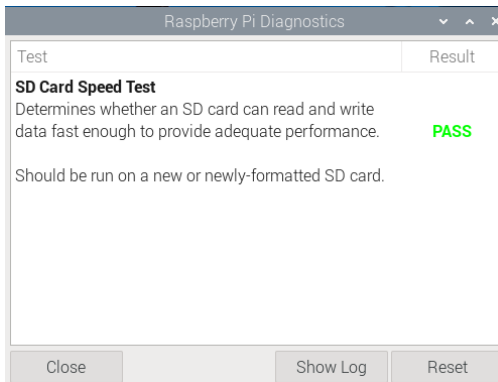 Raspberry Pi Diagnostics
Test Result
SD Card Speed Test
Determines whether an SD card can read and write
data fast enough to provide adequate performance. PASS
Should be run on a new or newly-formatted SD card.
Close Show Log Reset